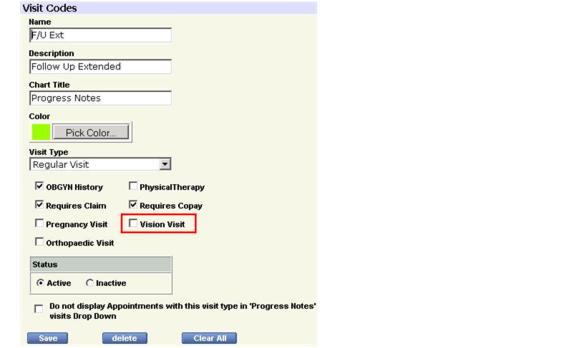 Visit Codes
Name
F/U Ext
Description
Follow Up Extended
Chart Title
Progress Notes
Color
Pick Color...
Visit Type
Regular Visit
OBGYN History PhysicalTherapy
Requires Claim Requires Copay
Pregnancy Visit Vision Visit
Orthopaedic Visit
Status
Active Inactive
Do not display Appointments with this visit type in 'Progress Notes'
visits Drop Down
Save delete Clear All